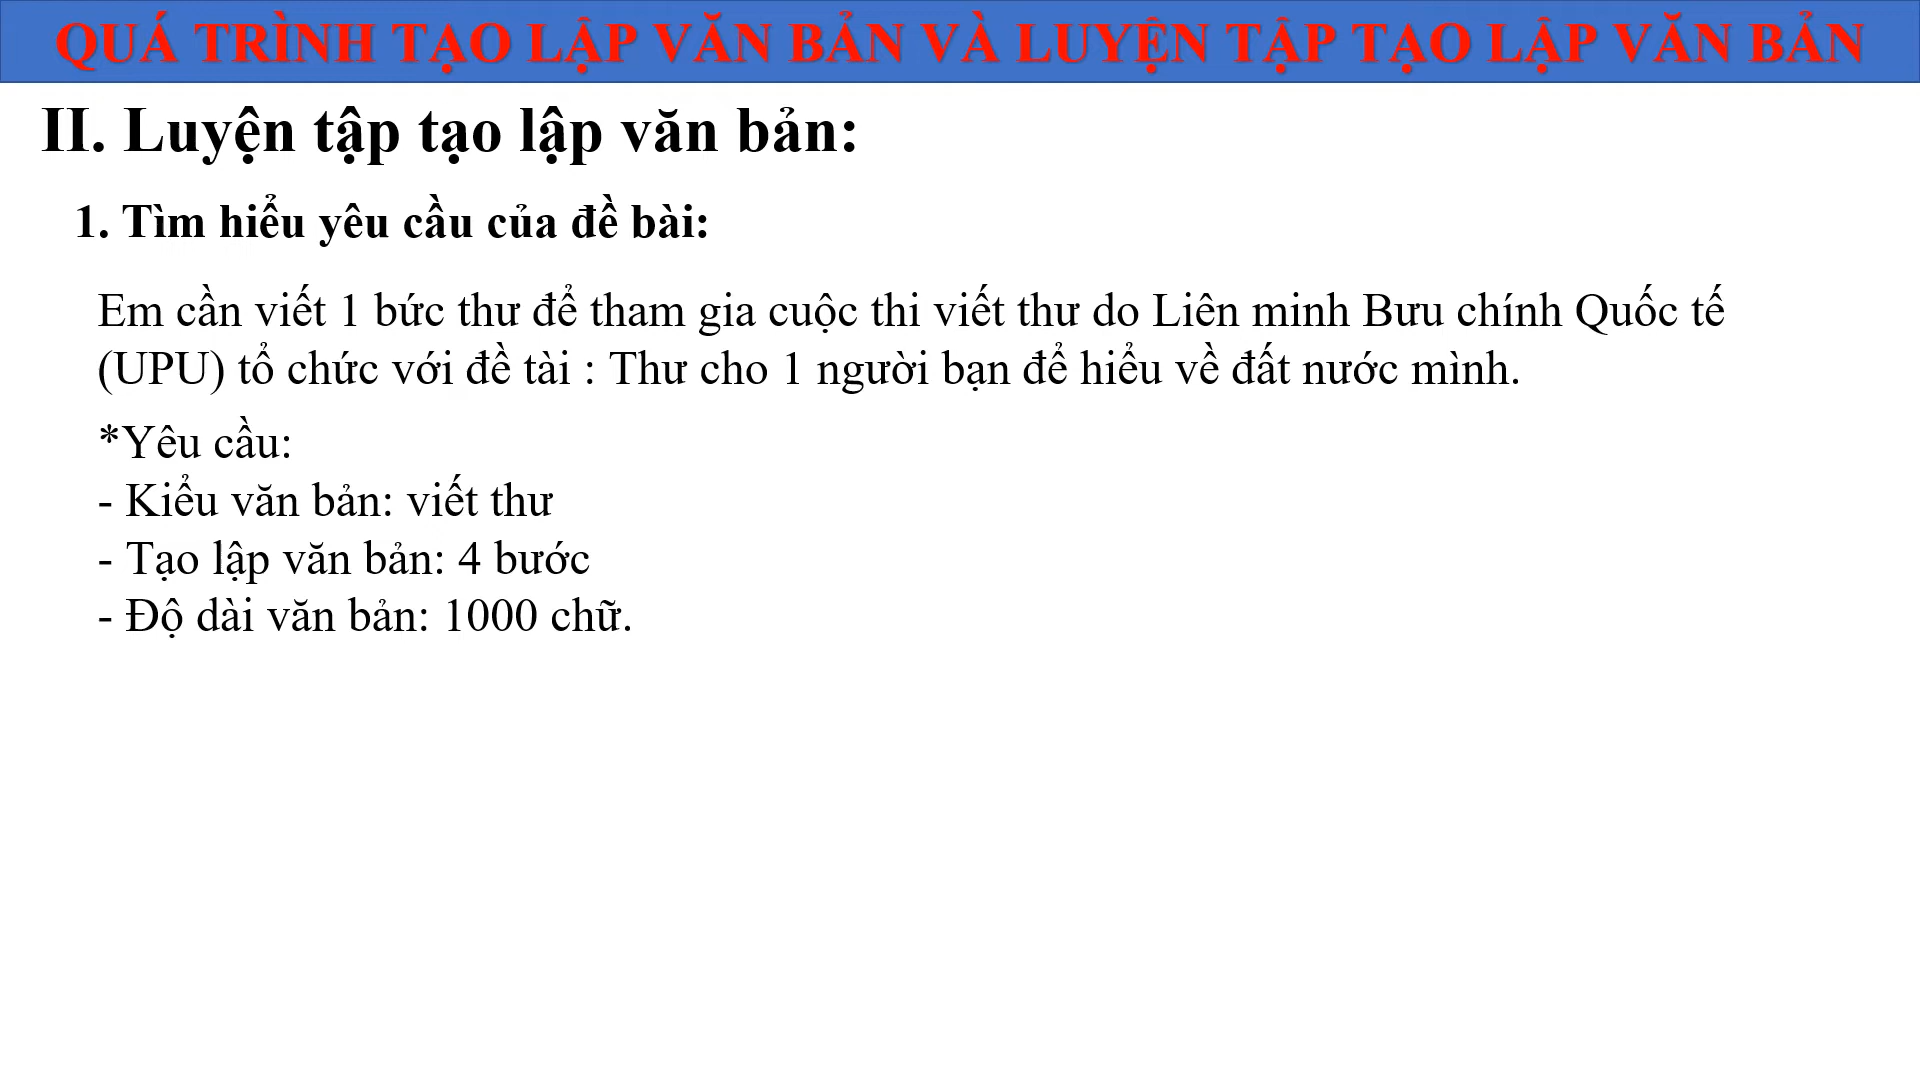 QUÁ TRÌNH TẠO LẬP VĂN BẢN VÀ LUYỆN TẬP TẠO LẬP VĂN BẢN
II. Luyện tập tạo lập văn bản:
1. Tìm hiểu yêu cầu của đề bài:
Em cần viết 1 bức thư để tham gia cuộc thi viết thư do Liên minh Bưu chính Quốc tế
(UPU) tổ chức với đề tài : Thư cho 1 người bạn để hiểu về đất nước mình.
*Yêu cầu:
- Kiểu văn bản: viết thư
- Tạo lập văn bản: 4 bước
- Độ dài văn bản: 1000 chữ.